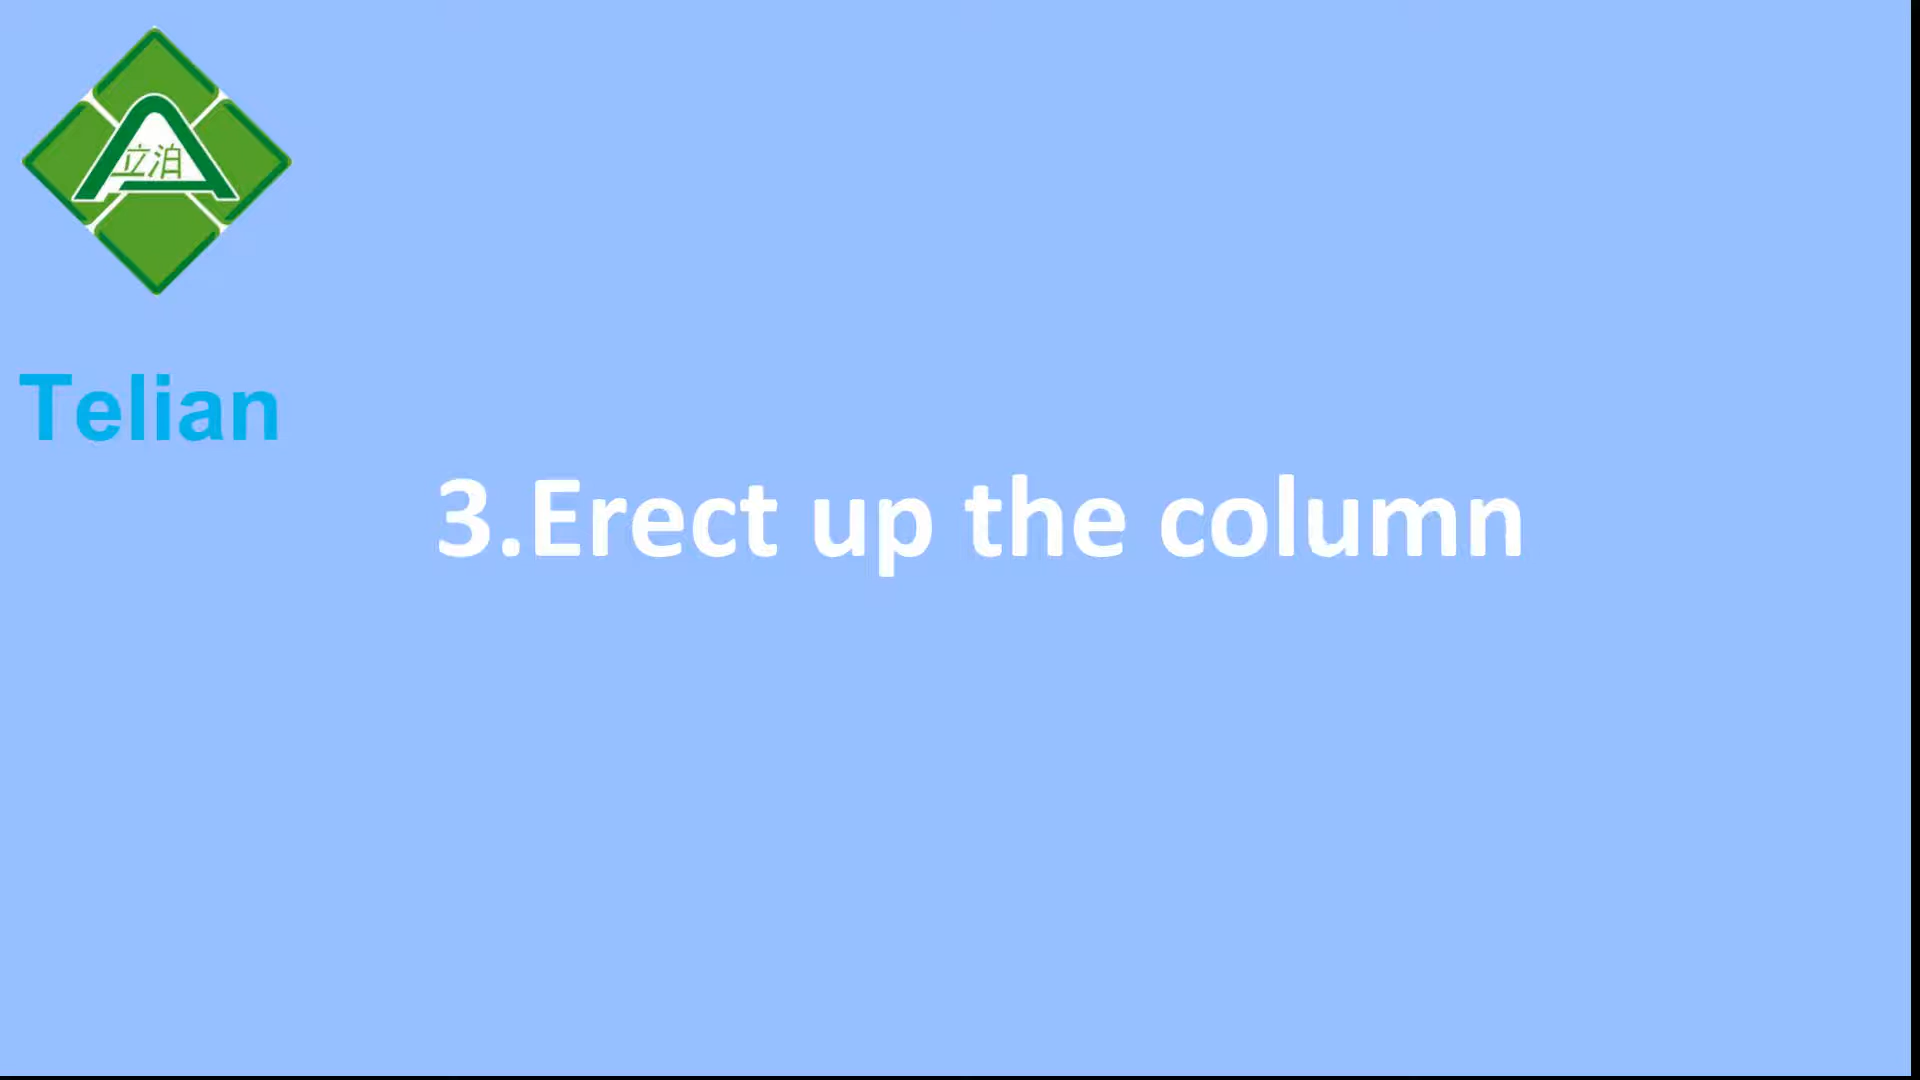 立泊
Telian
3.Erect up the column